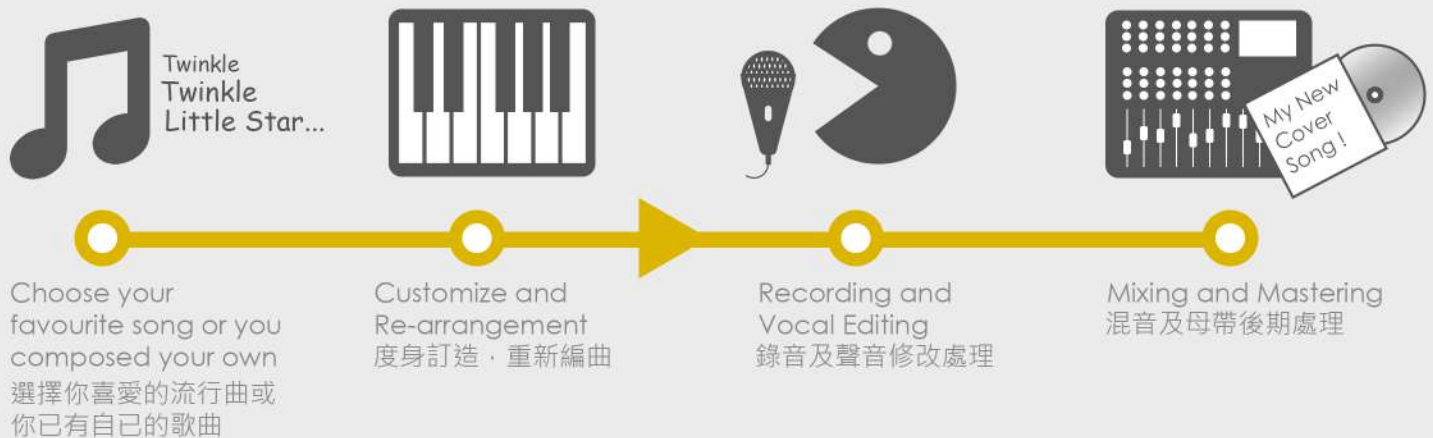 Twinkle
Twinkle
Little Star...
My New
Cover
Song !
Choose your
favourite song or you
composed your own
選擇你喜愛的流行曲或
你已有自已的歌曲
Customize and
Re-arrangement
度身訂造．重新編曲
Recording and
Vocal Editing
錄音及聲音修改處理
Mixing and Mastering
混音及母帶後期處理